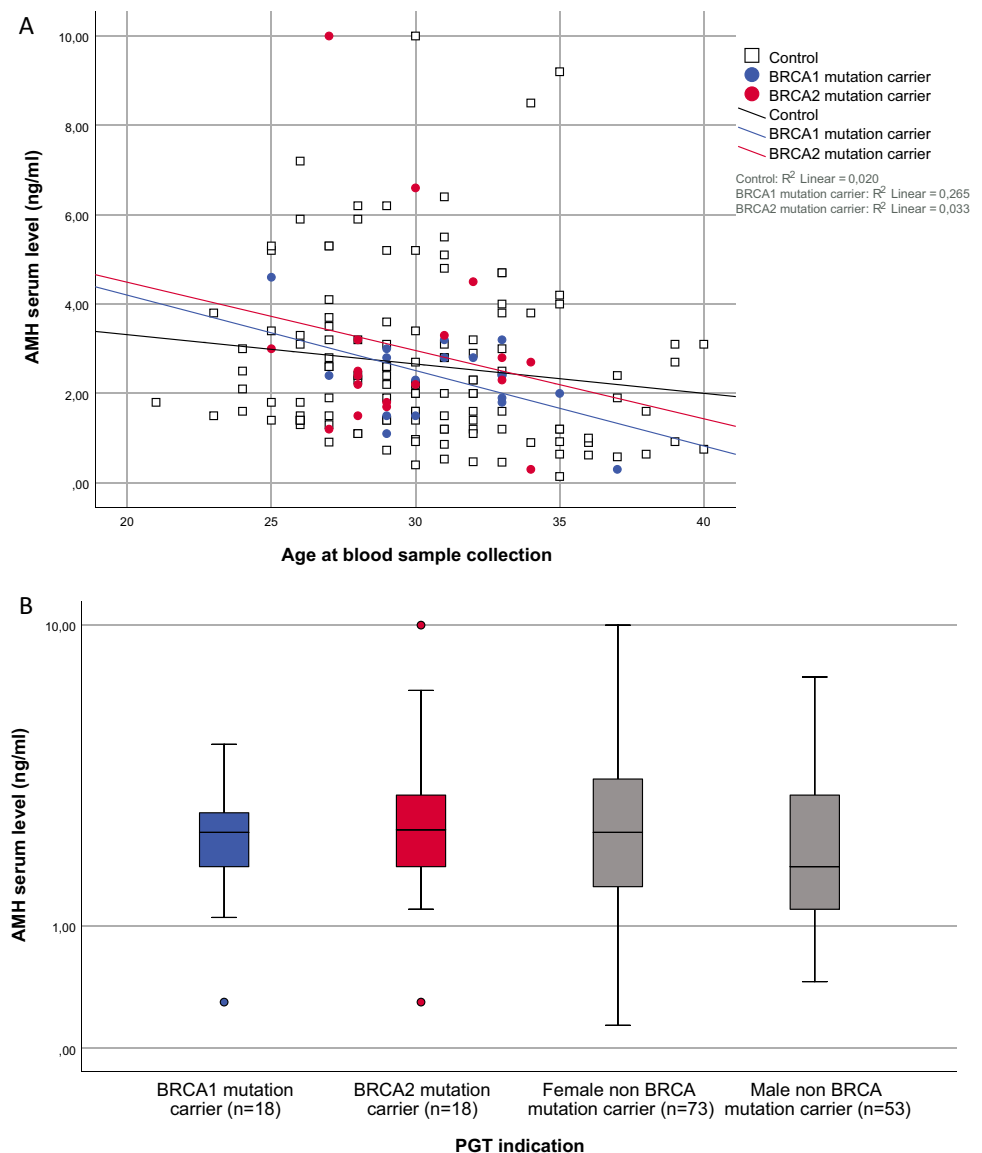 A
10,00
8,00
6,00
4,00
2,00
,00
20
25
30
35
40
AMH serum level (ng/ml)
Age at blood sample collection
Control
BRCA1 mutation carrier
BRCA2 mutation carrier
Control
BRCA1 mutation carrier
BRCA2 mutation carrier
Control: R² Linear = 0,020
BRCA1 mutation carrier: R² Linear = 0,265
BRCA2 mutation carrier: R² Linear = 0,033
B
10,00
1,00
,00
AMH serum level (ng/ml)
BRCA1 mutation
carrier (n=18)
BRCA2 mutation
carrier (n=18)
Female non BRCA
mutation carrier (n=73)
Male non BRCA
mutation carrier (n=53)
PGT indication